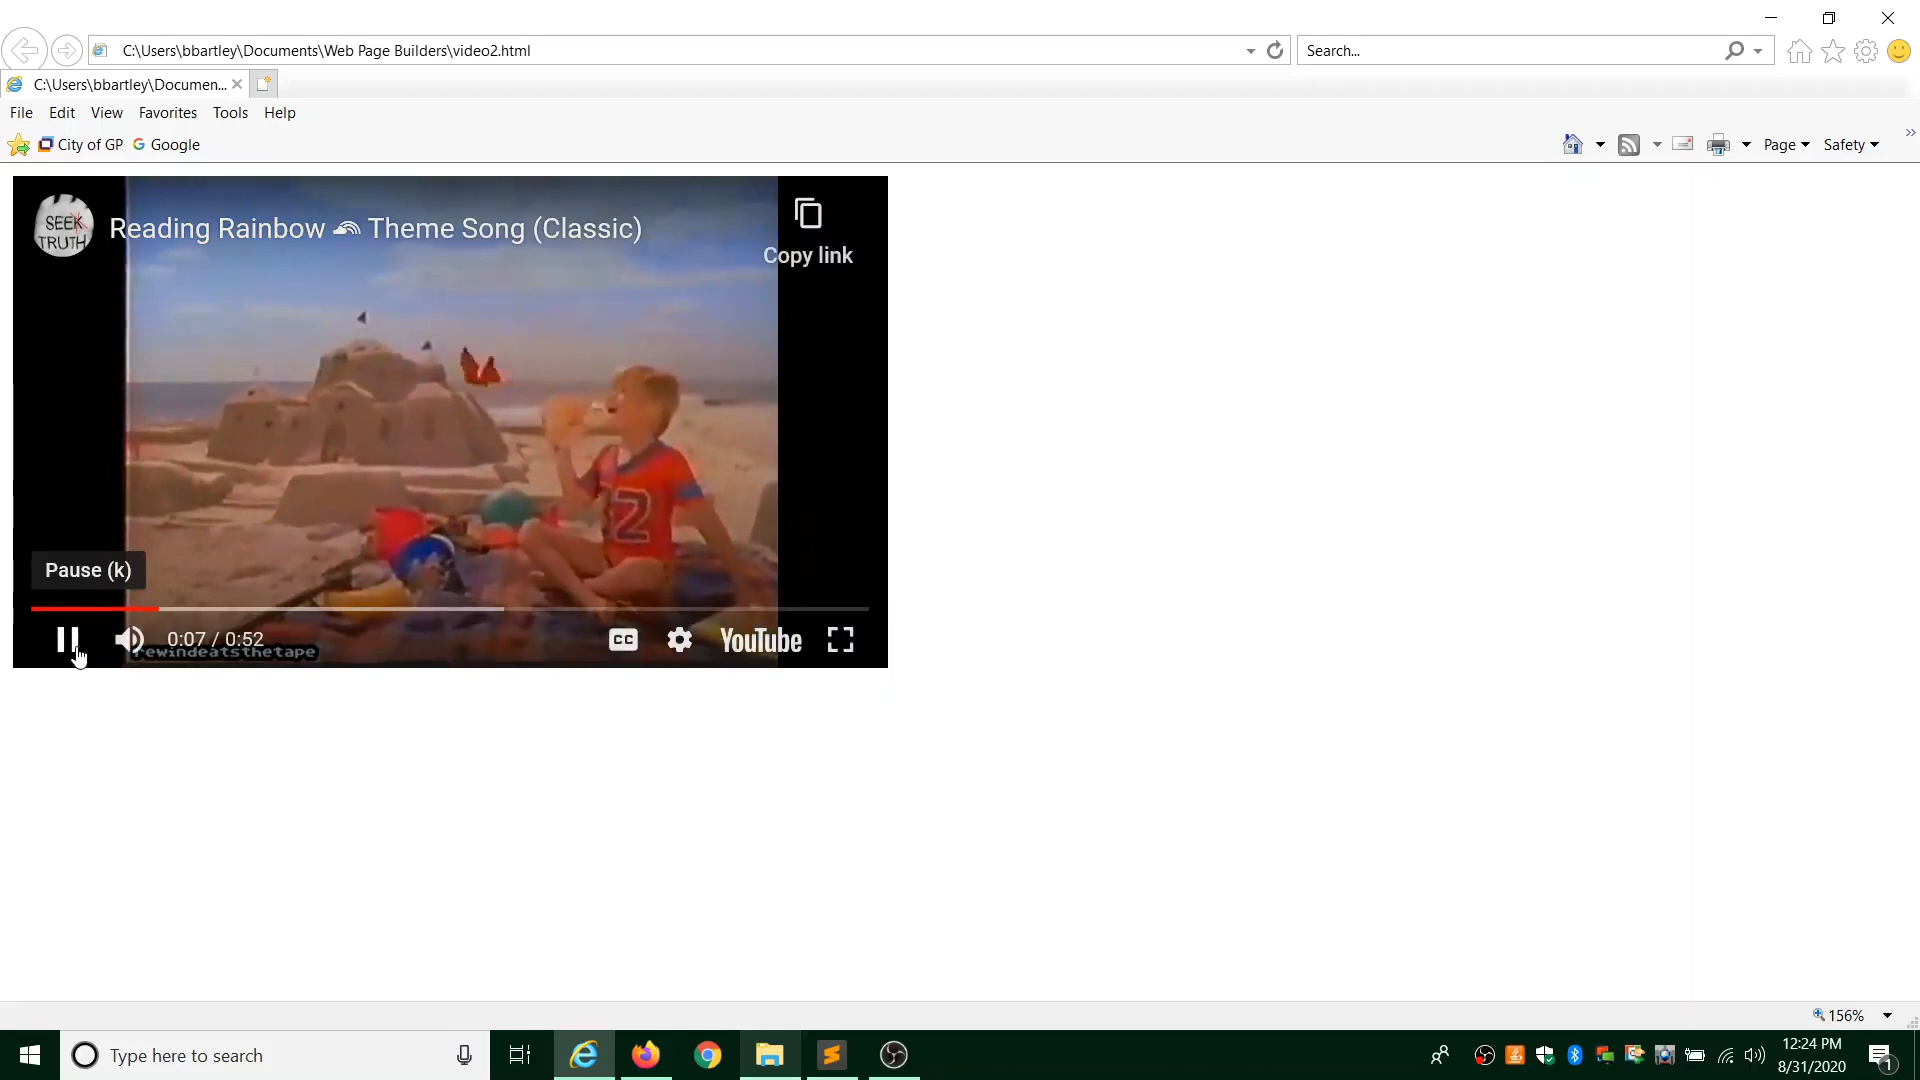 C:\Users\bbartley\Documents\Web Page Builders\video2.html
Search...
C:\Users\bbartley\Documen...
File Edit View Favorites Tools Help
City of GP Google
Page Safety
SEEK TRUTH
Reading Rainbow Theme Song (Classic)
Copy link
2
Pause (k)
0:07 / 0:52
CC
YouTube
rewindeatsthetape
156%
Type here to search
12:24 PM
8/31/2020
1